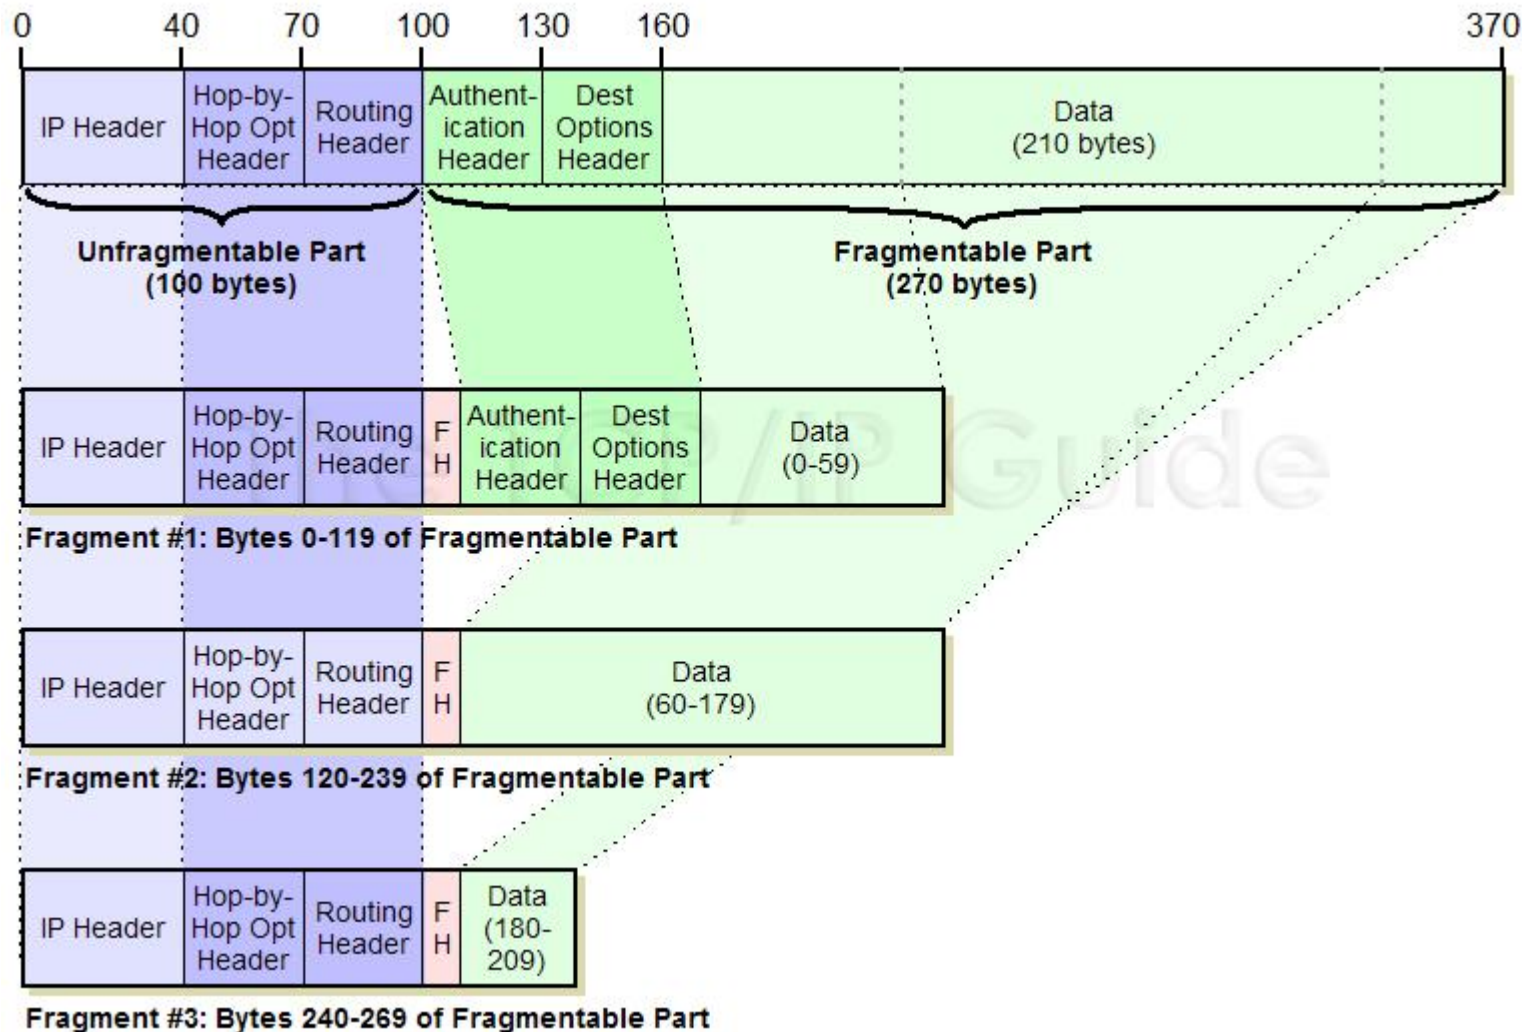 0 40 70 100 130 160 370
IP Header
Hop-by-
Hop Opt
Header
Routing
Header
Authent-
ication
Header
Dest
Options
Header
Data
(210 bytes)
Unfragmentable Part
(100 bytes)
Fragmentable Part
(270 bytes)
The TCP/IP Guide
IP Header
Hop-by-
Hop Opt
Header
Routing
Header
F
H
Authent-
ication
Header
Dest
Options
Header
Data
(0-59)
Fragment #1: Bytes 0-119 of Fragmentable Part
IP Header
Hop-by-
Hop Opt
Header
Routing
Header
F
H
Data
(60-179)
Fragment #2: Bytes 120-239 of Fragmentable Part
IP Header
Hop-by-
Hop Opt
Header
Routing
Header
F
H
Data
(180-
209)
Fragment #3: Bytes 240-269 of Fragmentable Part